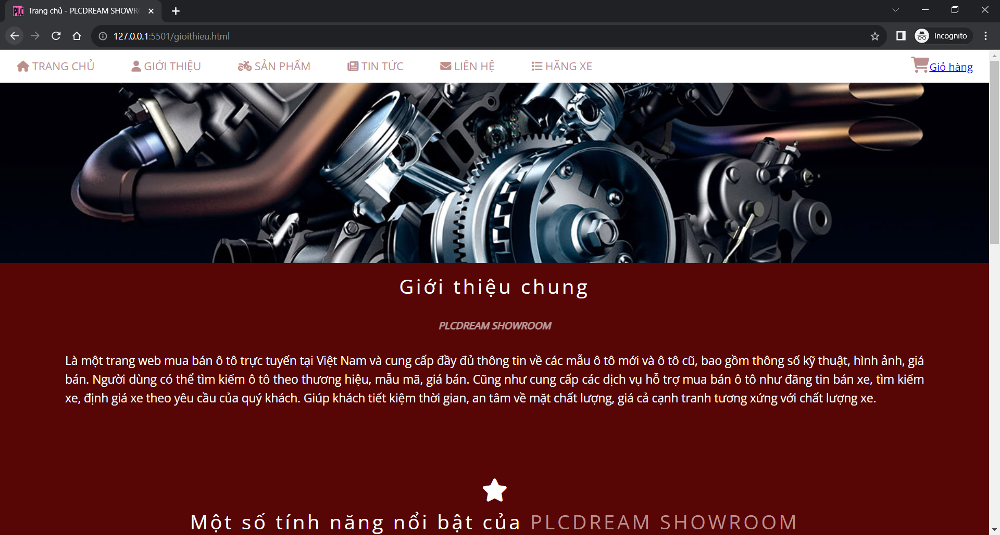 PLC Trang chủ - PLCDREAM SHOWR
127.0.0.1:5501/gioithieu.html
Incognito
TRANG CHỦ GIỚI THIỆU SẢN PHẨM TIN TỨC LIÊN HỆ HÃNG XE Giỏ hàng
Giới thiệu chung
PLCDREAM SHOWROOM
Là một trang web mua bán ô tô trực tuyến tại Việt Nam và cung cấp đầy đủ thông tin về các mẫu ô tô mới và ô tô cũ, bao gồm thông số kỹ thuật, hình ảnh, giá
bán. Người dùng có thể tìm kiếm ô tô theo thương hiệu, mẫu mã, giá bán. Cũng như cung cấp các dịch vụ hỗ trợ mua bán ô tô như đăng tin bán xe, tìm kiếm
xe, định giá xe theo yêu cầu của quý khách. Giúp khách tiết kiệm thời gian, an tâm về mặt chất lượng, giá cả cạnh tranh tương xứng với chất lượng xe.
Một số tính năng nổi bật của PLCDREAM SHOWROOM